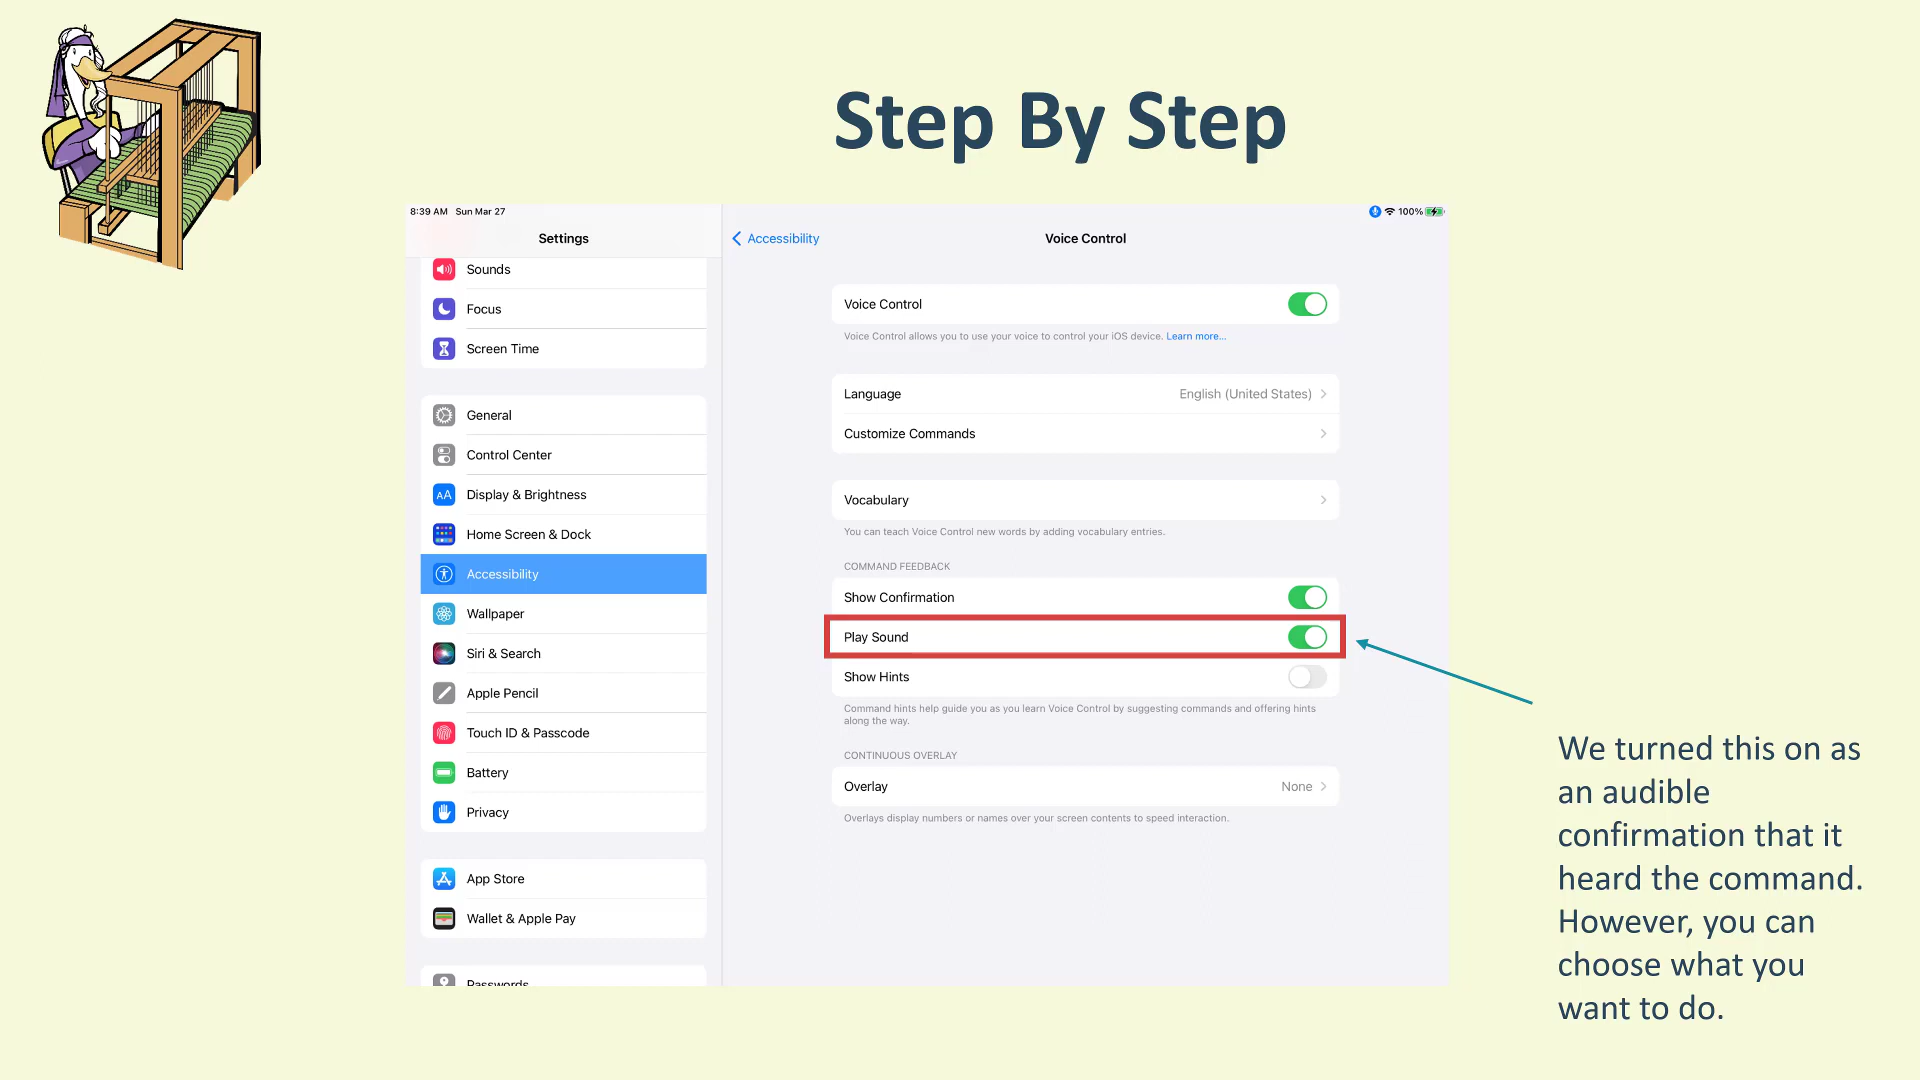 Step By Step
8:39 AM Sun Mar 27
100%
Settings
Sounds
Focus
Screen Time
General
Control Center
Display & Brightness
Home Screen & Dock
Accessibility
Wallpaper
Siri & Search
Apple Pencil
Touch ID & Passcode
Battery
Privacy
App Store
Wallet & Apple Pay
Passwords
Accessibility
Voice Control
Voice Control
Voice Control allows you to use your voice to control your iOS device. Learn more...
Language English (United States)
Customize Commands
Vocabulary
You can teach Voice Control new words by adding vocabulary entries.
COMMAND FEEDBACK
Show Confirmation
Play Sound
Show Hints
Command hints help guide you as you learn Voice Control by suggesting commands and offering hints
along the way.
CONTINUOUS OVERLAY
Overlay None
Overlays display numbers or names over your screen contents to speed interaction.
We turned this on as
an audible
confirmation that it
heard the command.
However, you can
choose what you
want to do.